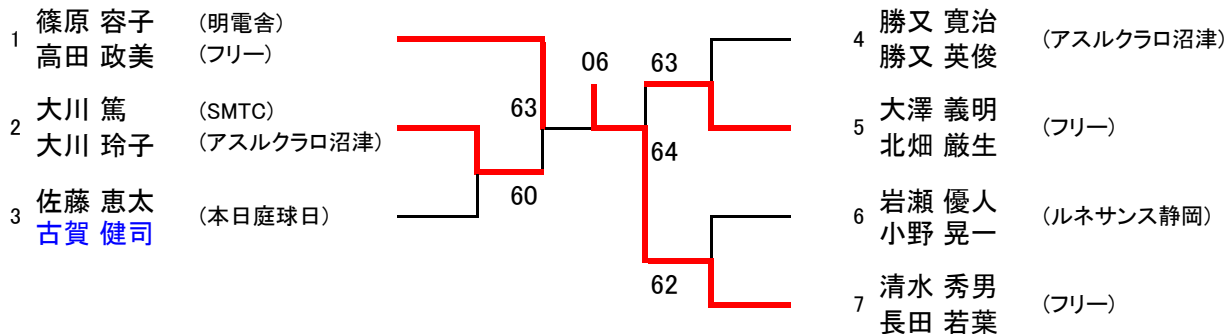 1 篠原 容子 (明電舎)
高田 政美 (フリー)
2 大川 篤 (SMTC)
大川 玲子 (アスルクラロ沼津)
3 佐藤 恵太 (本日庭球日)
古賀 健司
63
60
06
63
64
62
4 勝又 寛治 (アスルクラロ沼津)
勝又 英俊
5 大澤 義明 (フリー)
北畑 厳生
6 岩瀬 優人 (ルネサンス静岡)
小野 晃一
7 清水 秀男 (フリー)
長田 若葉